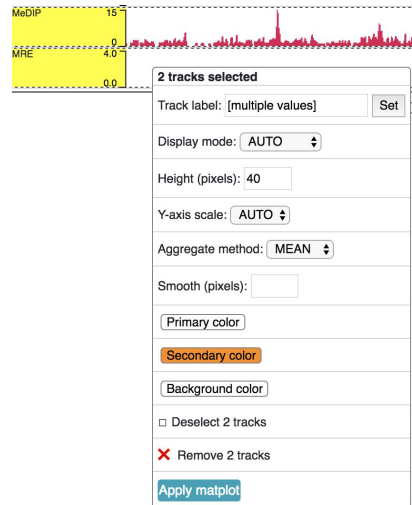 MeDIP 15
0
MRE 4.0
0.0
2 tracks selected
Track label: [multiple values] Set
Display mode: AUTO
Height (pixels): 40
Y-axis scale: AUTO
Aggregate method: MEAN
Smooth (pixels):
Primary color
Secondary color
Background color
Deselect 2 tracks
Remove 2 tracks
Apply matplot